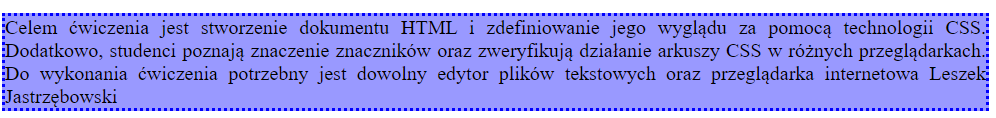 Celem ćwiczenia jest stworzenie dokumentu HTML i zdefiniowanie jego wyglądu za pomocą technologii CSS.
Dodatkowo, studenci poznają znaczenie znaczników oraz zweryfikują działanie arkuszy CSS w różnych przeglądarkach.
Do wykonania ćwiczenia potrzebny jest dowolny edytor plików tekstowych oraz przeglądarka internetowa Leszek
Jastrzębowski